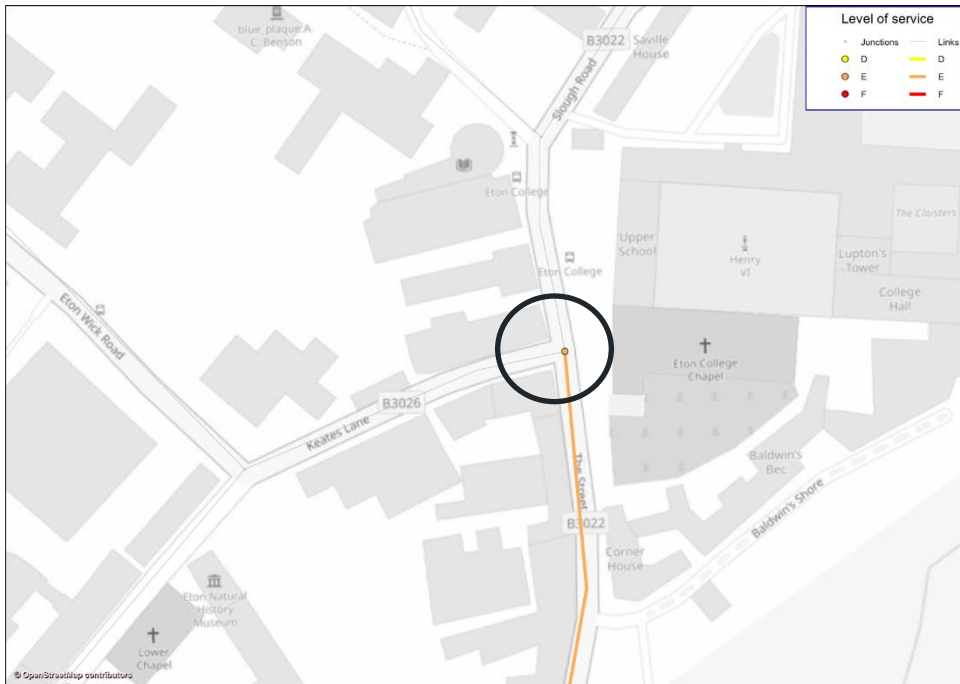 blue_plaque:A.
C. Benson
B3022
Saville
House
Slough Road
Level of service
Junctions
Links
D
D
E
E
F
F
Eton College
Eton College
Upper
School
Henry
VI
The Cloisters
Lupton's
Tower
College
Hall
Eton Wick Road
Eton College
Chapel
B3026
Keates Lane
The Street
Baldwin's
Bec
Baldwin's Shore
B3022
Corner
House
Eton Natural
History
Museum
Lower
Chapel
© OpenStreetMap contributors